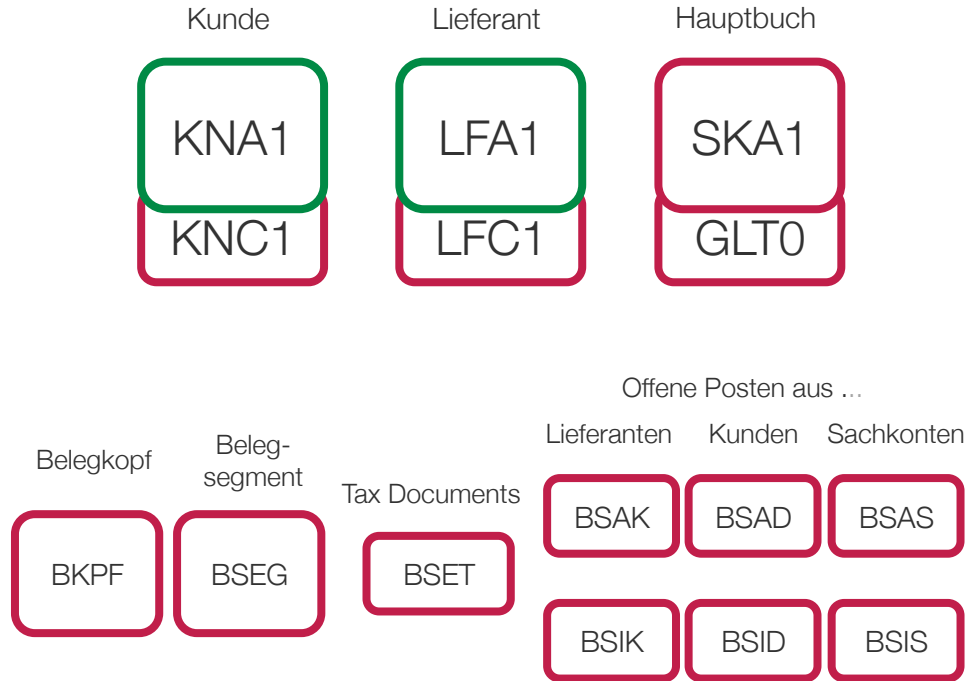 Kunde
Lieferant
Hauptbuch
KNA1
LFA1
SKA1
KNC1
LFC1
GLT0
Offene Posten aus ...
Lieferanten
Kunden
Sachkonten
Belegkopf
Beleg-
segment
Tax Documents
BSAK
BSAD
BSAS
BKPF
BSEG
BSET
BSIK
BSID
BSIS